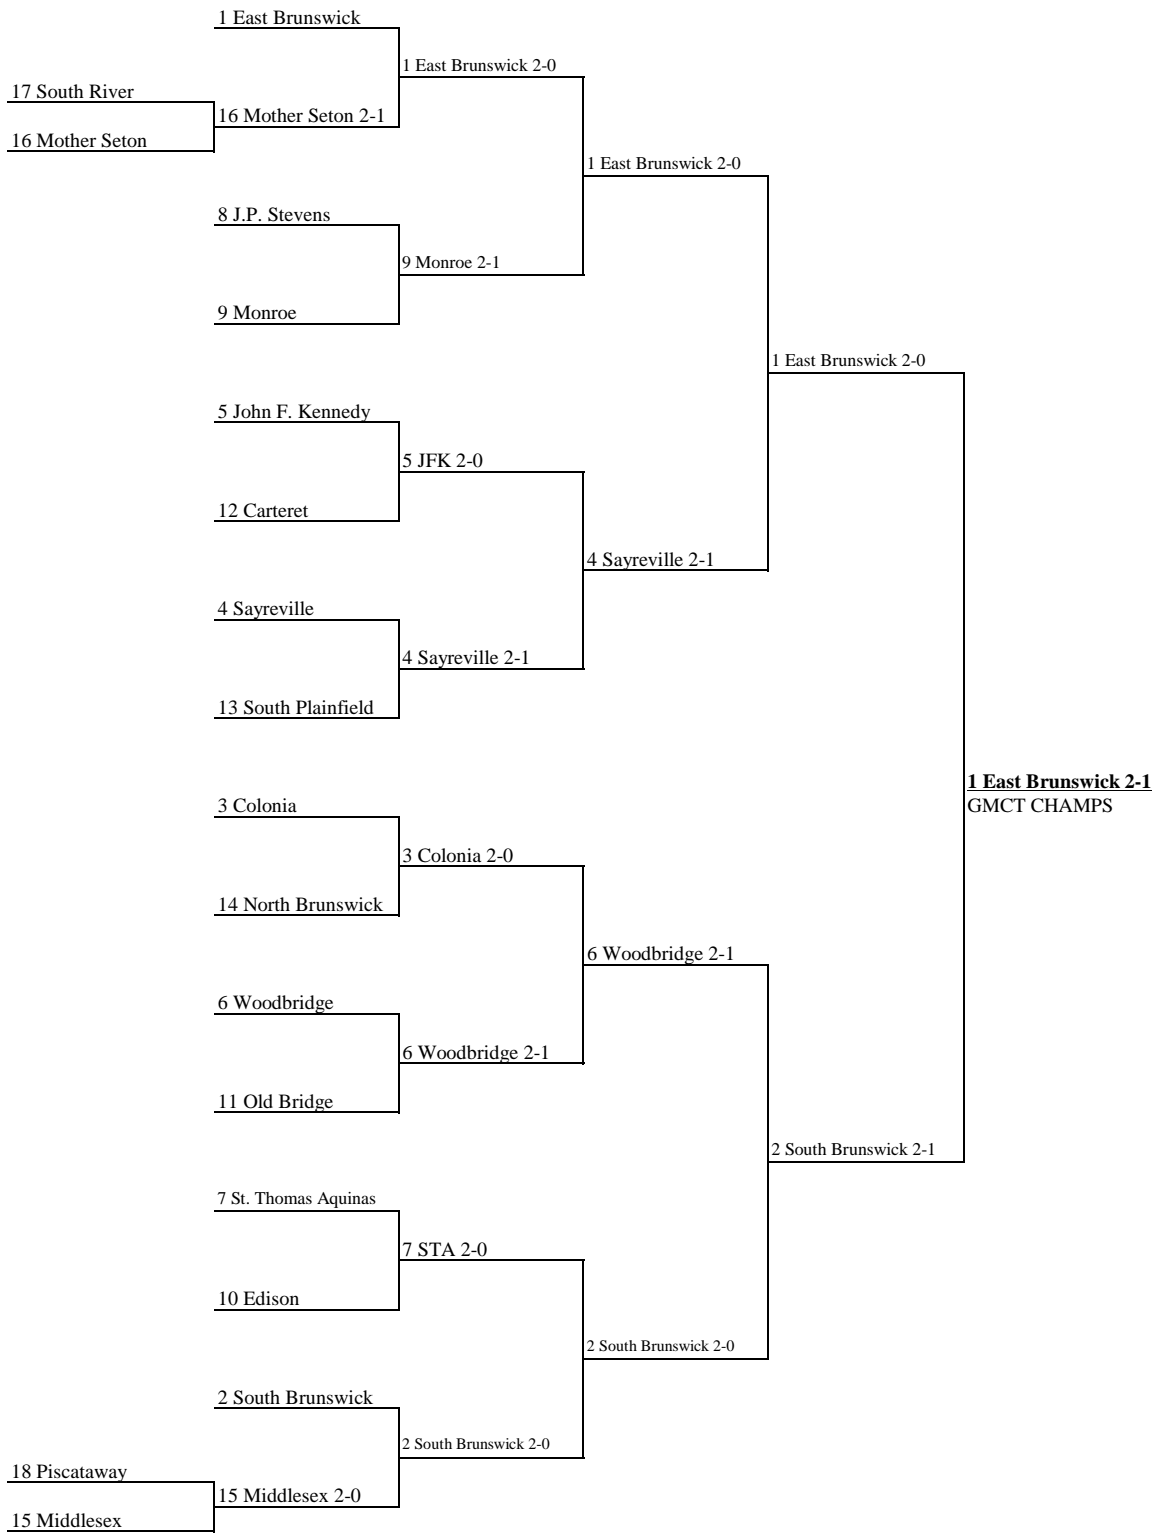 1 East Brunswick
1 East Brunswick 2-0
17 South River
16 Mother Seton 2-1
16 Mother Seton
1 East Brunswick 2-0
8 J.P. Stevens
9 Monroe 2-1
9 Monroe
1 East Brunswick 2-0
5 John F. Kennedy
5 JFK 2-0
12 Carteret
4 Sayreville 2-1
4 Sayreville
4 Sayreville 2-1
13 South Plainfield
1 East Brunswick 2-1
GMCT CHAMPS
3 Colonia
3 Colonia 2-0
14 North Brunswick
6 Woodbridge 2-1
6 Woodbridge
6 Woodbridge 2-1
11 Old Bridge
2 South Brunswick 2-1
7 St. Thomas Aquinas
7 STA 2-0
10 Edison
2 South Brunswick 2-0
2 South Brunswick
2 South Brunswick 2-0
18 Piscataway
15 Middlesex 2-0
15 Middlesex